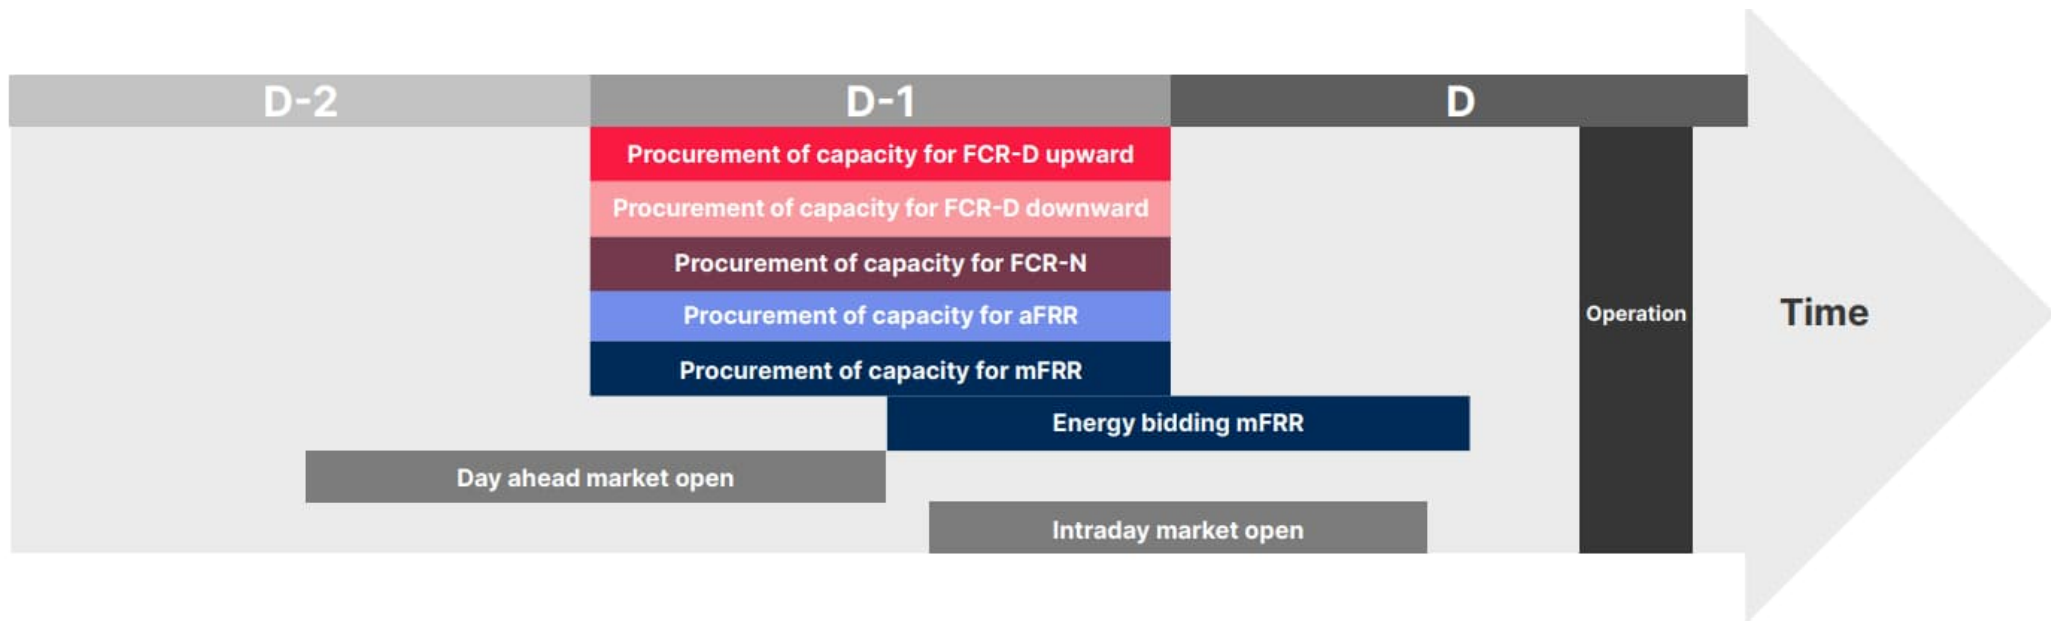 D-2
D-1
D
Procurement of capacity for FCR-D upward
Procurement of capacity for FCR-D downward
Procurement of capacity for FCR-N
Procurement of capacity for aFRR
Procurement of capacity for mFRR
Energy bidding mFRR
Day ahead market open
Intraday market open
Operation
Time